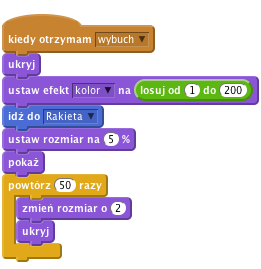 kiedy otrzymam wybuch
ukryj
ustaw efekt kolor na losuj od 1 do 200
idź do Rakieta
ustaw rozmiar na 5 %
pokaż
powtórz 50 razy
zmień rozmiar o 2
ukryj